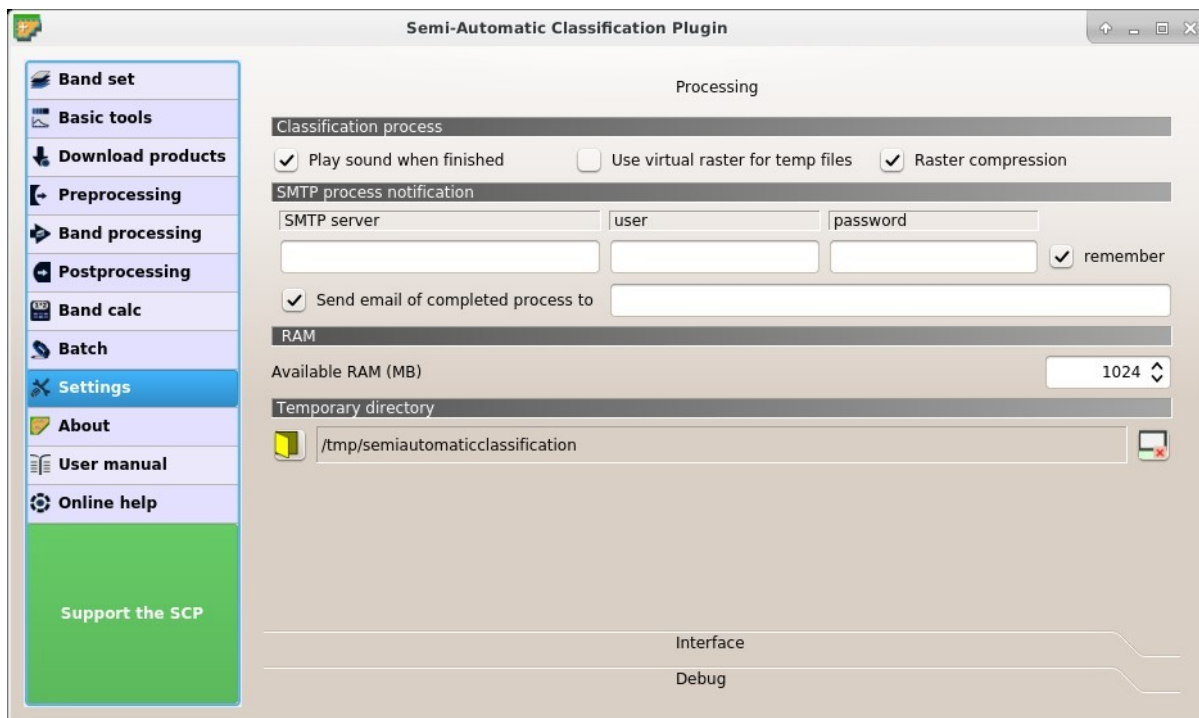 Semi-Automatic Classification Plugin
Band set
Basic tools
Download products
Preprocessing
Band processing
Postprocessing
Band calc
Batch
Settings
About
User manual
Online help
Support the SCP
Processing
Classification process
Play sound when finished Use virtual raster for temp files Raster compression
SMTP process notification
SMTP server user password
remember
Send email of completed process to
RAM
Available RAM (MB) 1024
Temporary directory
/tmp/semiautomaticclassification
Interface
Debug